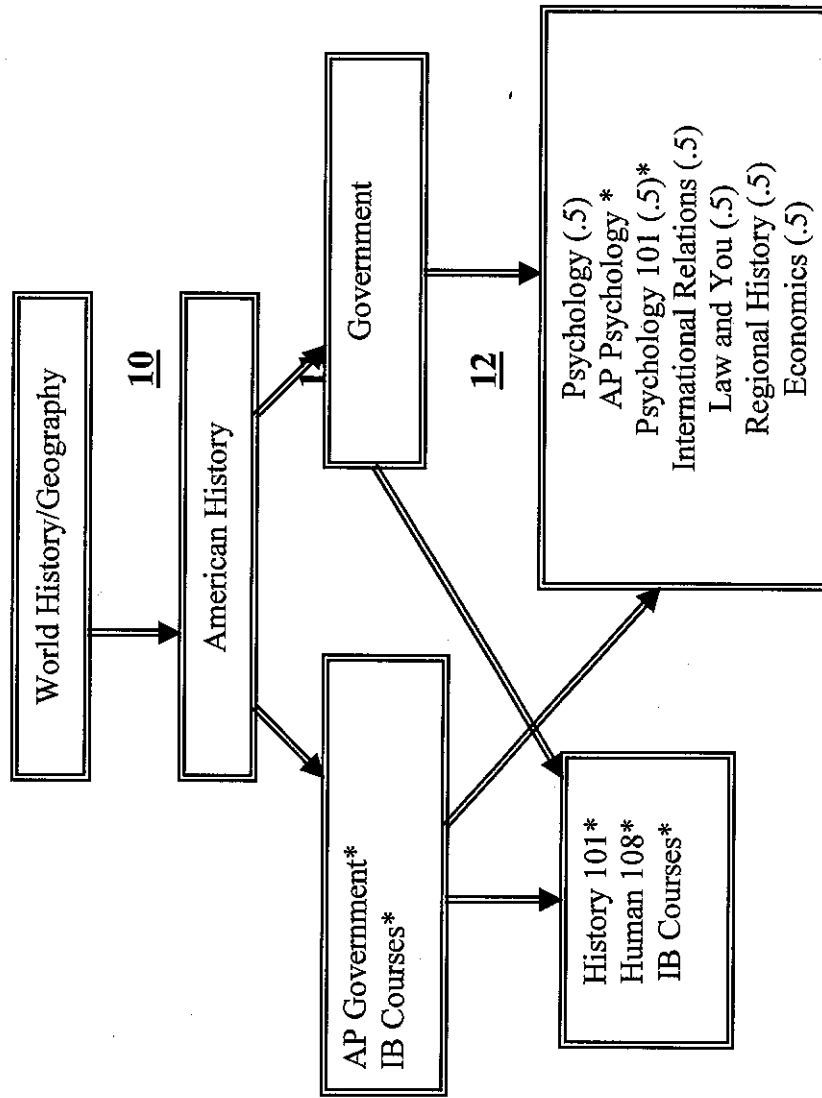 World History/Geography
10
American History
1
AP Government*
IB Courses*
Government
12
History 101*
Human 108*
IB Courses*
Psychology (.5)
AP Psychology *
Psychology 101 (.5)*
International Relations (.5)
Law and You (.5)
Regional History (.5)
Economics (.5)